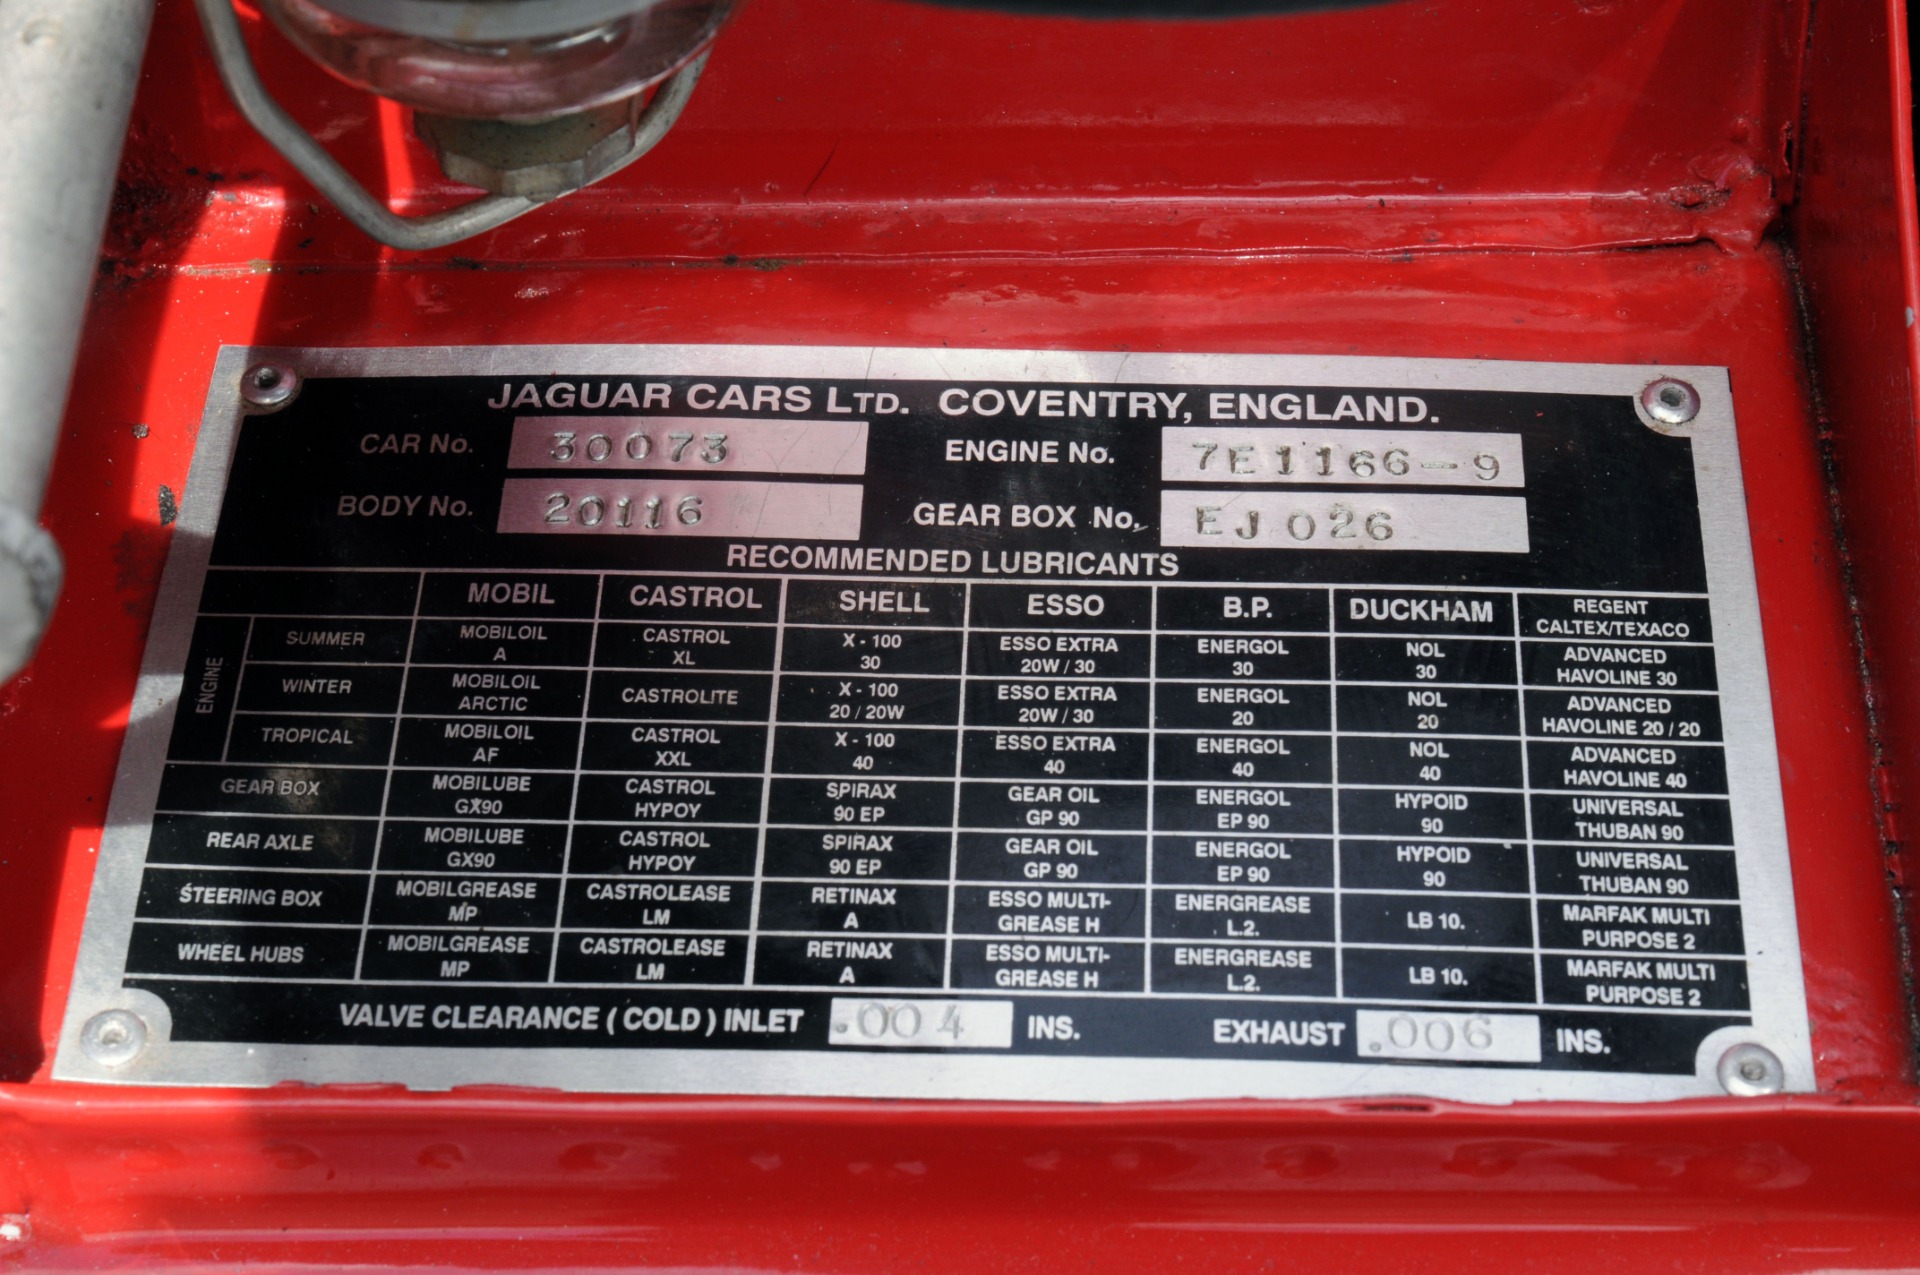 JAGUAR CARS LTD. COVENTRY, ENGLAND.
CAR No. 30073 ENGINE No. 7E1166-9
BODY No. 20116 GEAR BOX No. EJ026
RECOMMENDED LUBRICANTS
MOBIL CASTROL SHELL ESSO B.P. DUCKHAM REGENT CALTEX/TEXACO
ENGINE
SUMMER MOBILOIL A CASTROL XL X-100 30 ESSO EXTRA 20W/30 ENERGOL 30 NOL 30 ADVANCED HAVOLINE 30
WINTER MOBILOIL ARCTIC CASTROLITE X-100 20/20W ESSO EXTRA 20W/30 ENERGOL 20 NOL 20 ADVANCED HAVOLINE 20/20
TROPICAL MOBILOIL AF CASTROL XXL X-100 40 ESSO EXTRA 40 ENERGOL 40 NOL 40 ADVANCED HAVOLINE 40
GEAR BOX MOBILUBE GX90 CASTROL HYPOY SPIRAX 90 EP GEAR OIL GP 90 ENERGOL EP 90 HYPOID 90 UNIVERSAL THUBAN 90
REAR AXLE MOBILUBE GX90 CASTROL HYPOY SPIRAX 90 EP GEAR OIL GP 90 ENERGOL EP 90 HYPOID 90 UNIVERSAL THUBAN 90
STEERING BOX MOBILGREASE MP CASTROLEASE LM RETINAX A ESSO MULTI-GREASE H ENERGREASE L.2. LB 10. MARFAK MULTI PURPOSE 2
WHEEL HUBS MOBILGREASE MP CASTROLEASE LM RETINAX A ESSO MULTI-GREASE H ENERGREASE L.2. LB 10. MARFAK MULTI PURPOSE 2
VALVE CLEARANCE (COLD) INLET .004 INS. EXHAUST .006 INS.